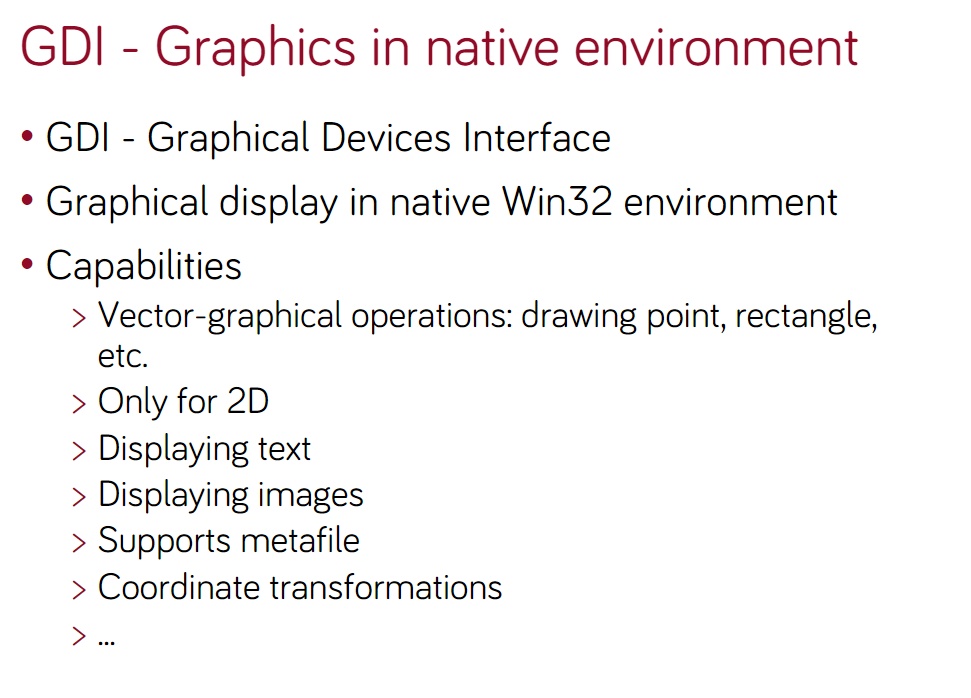 GDI - Graphics in native environment
• GDI - Graphical Devices Interface
• Graphical display in native Win32 environment
• Capabilities
> Vector-graphical operations: drawing point, rectangle,
etc.
> Only for 2D
> Displaying text
> Displaying images
> Supports metafile
> Coordinate transformations
> ...